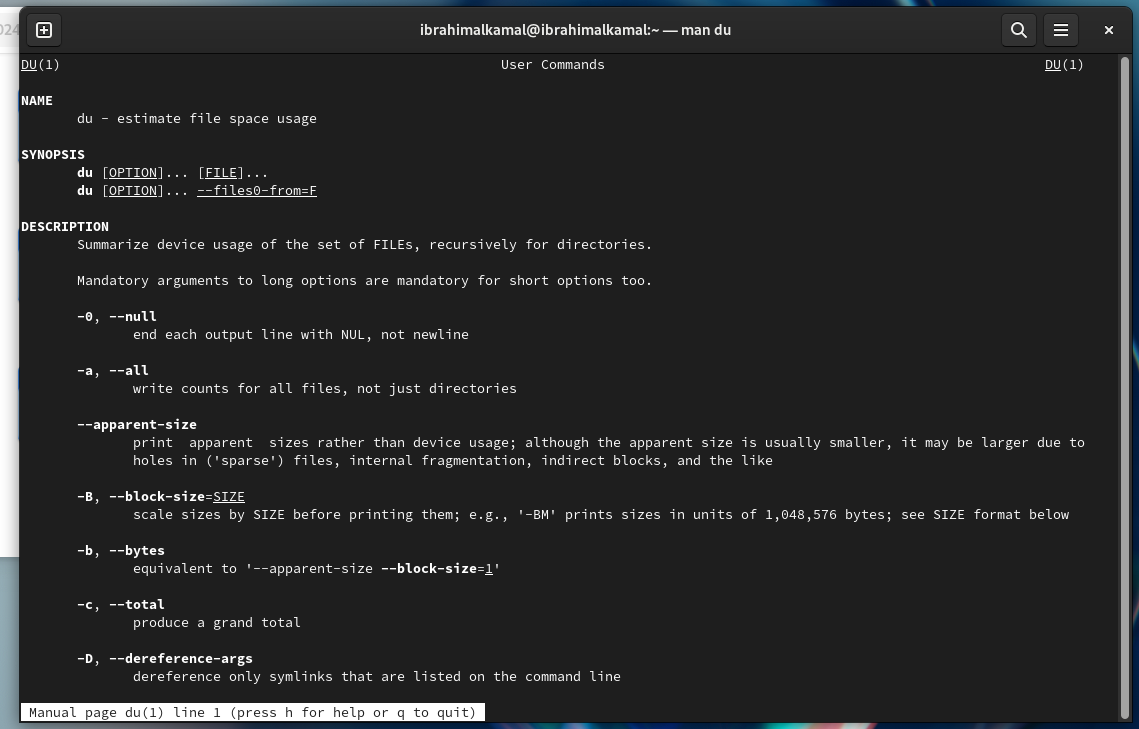 024
ibrahimalkamal@ibrahimalkamal:~ — man du
DU(1) User Commands DU(1)
NAME
du - estimate file space usage
SYNOPSIS
du [OPTION]... [FILE]...
du [OPTION]... --files0-from=F
DESCRIPTION
Summarize device usage of the set of FILEs, recursively for directories.
Mandatory arguments to long options are mandatory for short options too.
-0, --null
end each output line with NUL, not newline
-a, --all
write counts for all files, not just directories
--apparent-size
print  apparent  sizes rather than device usage; although the apparent size is usually smaller, it may be larger due to
holes in ('sparse') files, internal fragmentation, indirect blocks, and the like
-B, --block-size=SIZE
scale sizes by SIZE before printing them; e.g., '-BM' prints sizes in units of 1,048,576 bytes; see SIZE format below
-b, --bytes
equivalent to '--apparent-size --block-size=1'
-c, --total
produce a grand total
-D, --dereference-args
dereference only symlinks that are listed on the command line
Manual page du(1) line 1 (press h for help or q to quit)